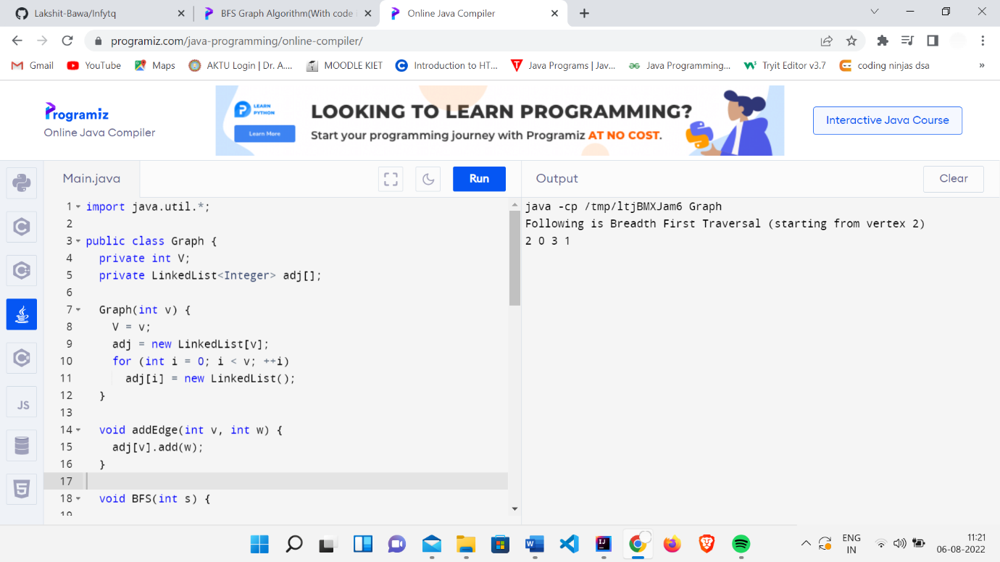 Lakshit-Bawa/Infytq
BFS Graph Algorithm(With code i
Online Java Compiler
programiz.com/java-programming/online-compiler/
Gmail
YouTube
Maps
AKTU Login | Dr. A....
MOODLE KIET
Introduction to HT...
Java Programs | Jav...
Java Programming...
Tryit Editor v3.7
coding ninjas dsa
»
Programiz
Online Java Compiler
LEARN
PYTHON
Learn More
LOOKING TO LEARN PROGRAMMING?
Start your programming journey with Programiz AT NO COST.
Interactive Java Course
Main.java
Run
Output
Clear
JS
1 import java.util.*;
2
3 public class Graph {
4 private int V;
5 private LinkedList<Integer> adj[];
6
7 Graph(int v) {
8 V = v;
9 adj = new LinkedList[v];
10 for (int i = 0; i < v; ++i)
11 adj[i] = new LinkedList();
12 }
13
14 void addEdge(int v, int w) {
15 adj[v].add(w);
16 }
17
18 void BFS(int s) {
19
java -cp /tmp/ltjBMXJam6 Graph
Following is Breadth First Traversal (starting from vertex 2)
2 0 3 1
ENG
IN
11:21
06-08-2022